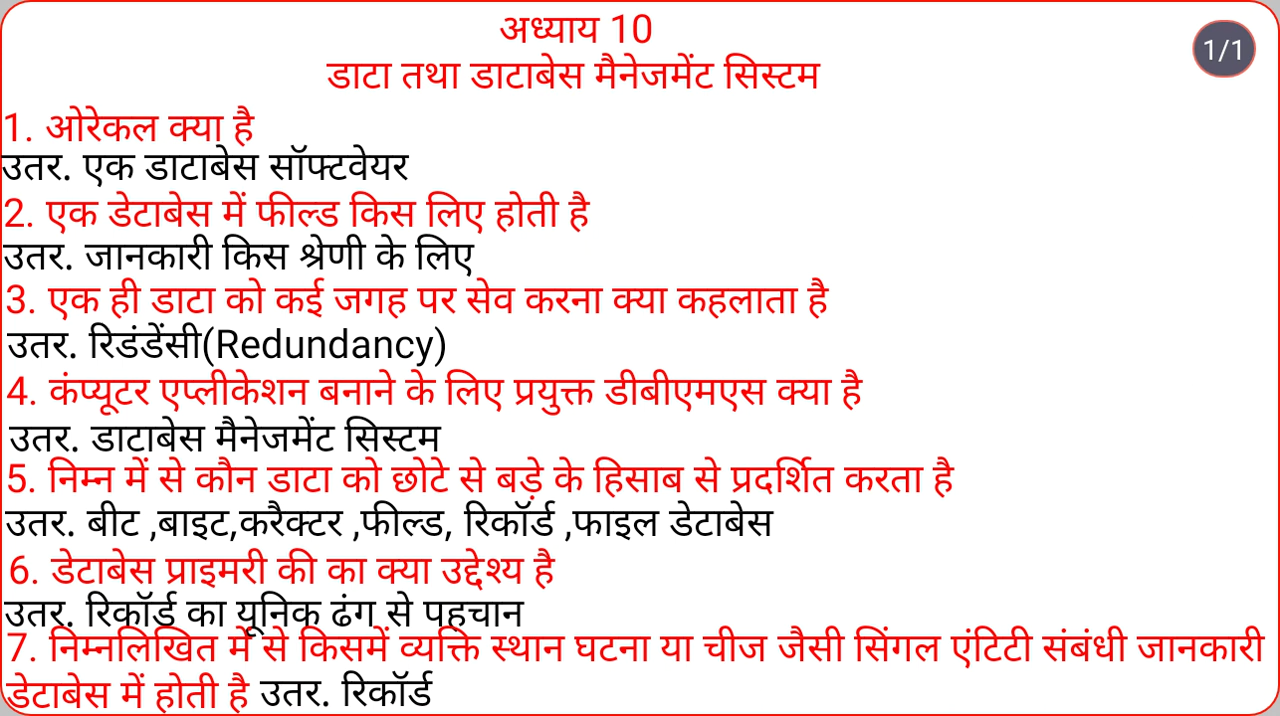 अध्याय 10
1/1
डाटा तथा डाटाबेस मैनेजमेंट सिस्टम
1. ओरेकल क्या है
उतर. एक डाटाबेस सॉफ्टवेयर
2. एक डेटाबेस में फील्ड किस लिए होती है
उतर. जानकारी किस श्रेणी के लिए
3. एक ही डाटा को कई जगह पर सेव करना क्या कहलाता है
उतर. रिडंडेंसी(Redundancy)
4. कंप्यूटर एप्लीकेशन बनाने के लिए प्रयुक्त डीबीएमएस क्या है
उतर. डाटाबेस मैनेजमेंट सिस्टम
5. निम्न में से कौन डाटा को छोटे से बड़े के हिसाब से प्रदर्शित करता है
उतर. बीट ,बाइट,करैक्टर ,फील्ड, रिकॉर्ड ,फाइल डेटाबेस
6. डेटाबेस प्राइमरी की का क्या उद्देश्य है
उतर. रिकॉर्ड का यूनिक ढंग से पहचान
7. निम्नलिखित में से किसमें व्यक्ति स्थान घटना या चीज जैसी सिंगल एंटिटी संबंधी जानकारी
डेटाबेस में होती है उतर. रिकॉर्ड